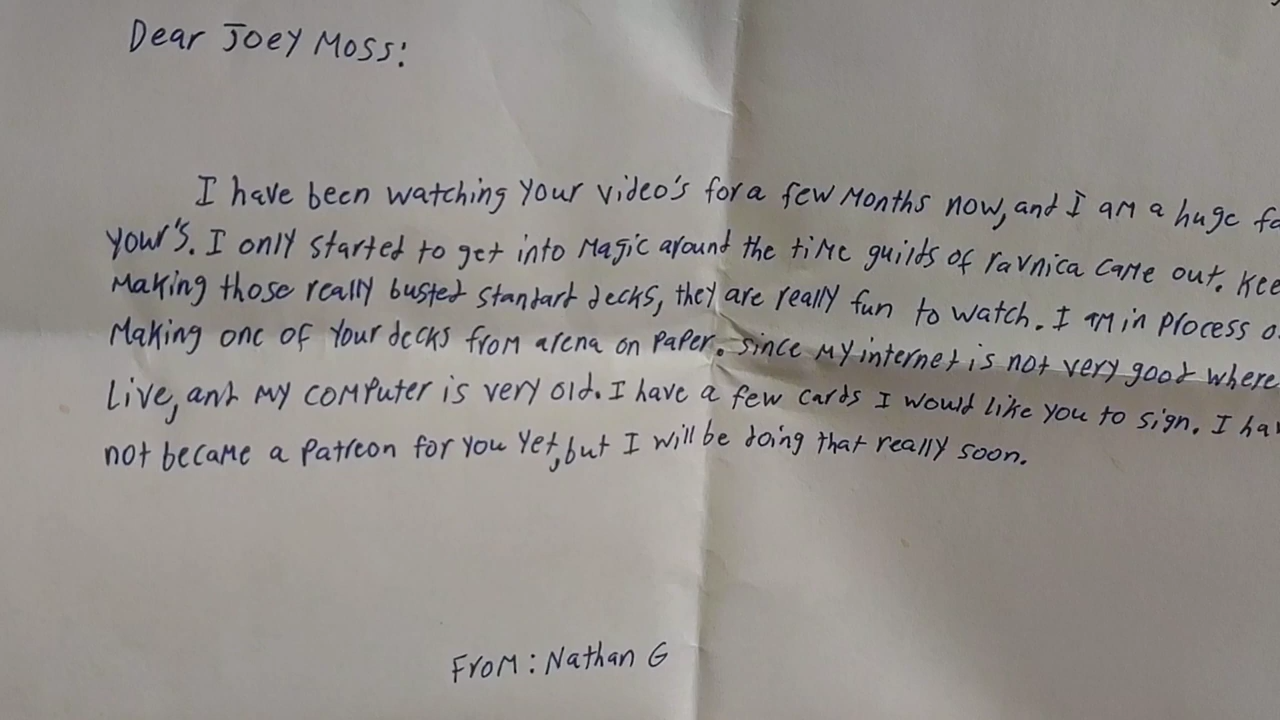 Dear Joey Moss:
I have been watching your video's for a few months now, and I am a huge fa
your's. I only started to get into Magic around the time guilds of ravnica came out. Kee
Making those really busted standard decks, they are really fun to watch. I am in process o
Making one of your decks from arena on paper. since my internet is not very good where
Live, and my computer is very old. I have a few cards I would like you to sign. I ha
not became a Patreon for you yet, but I will be doing that really soon.
From: Nathan G